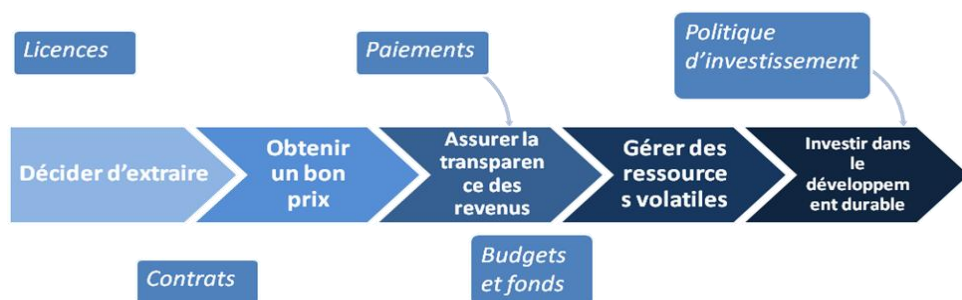 Licences
Paiements
Politique
d’investissement
Décider d’extraire
Obtenir
un bon
prix
Assurer la
transparen
ce des
revenus
Gérer des
ressource
s volatiles
Investir dans
le
développem
ent durable
Contrats
Budgets
et fonds